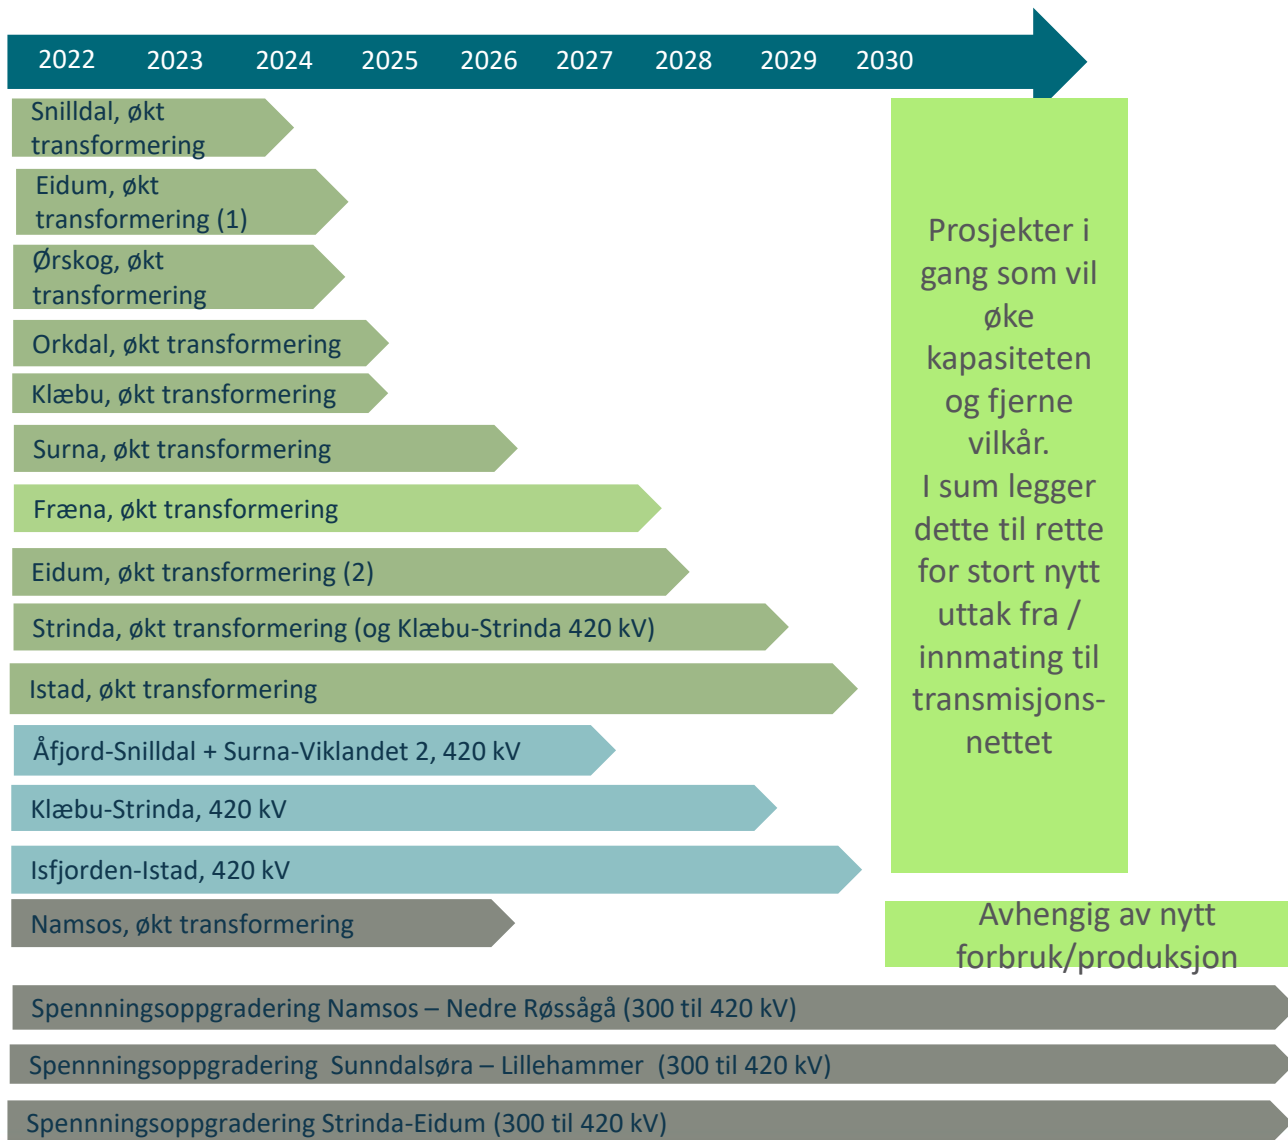 2022 2023 2024 2025 2026 2027 2028 2029 2030
Snilldal, økt
transformering
Eidum, økt
transformering (1)
Ørskog, økt
transformering
Orkdal, økt transformering
Klæbu, økt transformering
Surna, økt transformering
Fræna, økt transformering
Eidum, økt transformering (2)
Strinda, økt transformering (og Klæbu-Strinda 420 kV)
Istad, økt transformering
Åfjord-Snilldal + Surna-Viklandet 2, 420 kV
Klæbu-Strinda, 420 kV
Isfjorden-Istad, 420 kV
Namsos, økt transformering
Spennningsoppgradering Namsos – Nedre Røssågå (300 til 420 kV)
Spennningsoppgradering Sunndalsøra – Lillehammer (300 til 420 kV)
Spennningsoppgradering Strinda-Eidum (300 til 420 kV)
Prosjekter i
gang som vil
øke
kapasiteten
og fjerne
vilkår.
I sum legger
dette til rette
for stort nytt
uttak fra /
innmating til
transmisjons-
nettet
Avhengig av nytt
forbruk/produksjon